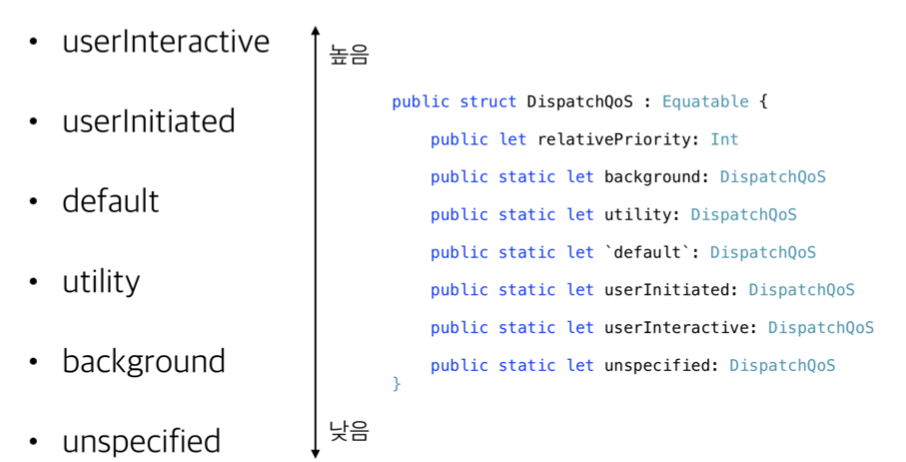 • userInteractive
• userInitiated
• default
• utility
• background
• unspecified
높음
낮음
public struct DispatchQoS : Equatable {
public let relativePriority: Int
public static let background: DispatchQoS
public static let utility: DispatchQoS
public static let `default`: DispatchQoS
public static let userInitiated: DispatchQoS
public static let userInteractive: DispatchQoS
public static let unspecified: DispatchQoS
}